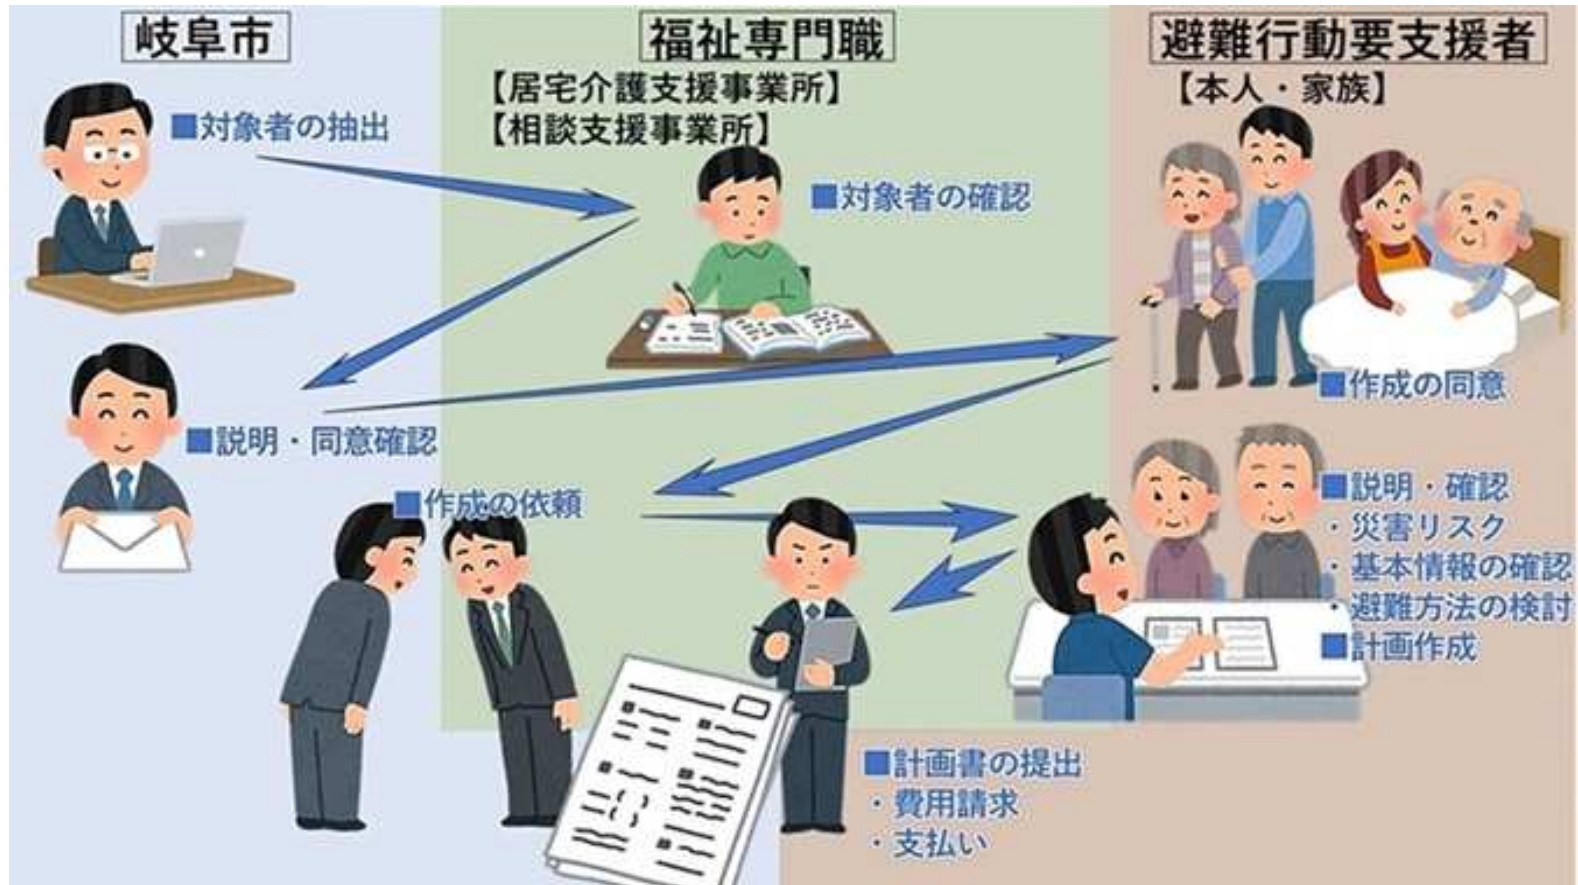 岐阜市
福祉専門職
避難行動要支援者
【居宅介護支援事業所】
【相談支援事業所】
【本人・家族】
■対象者の抽出
■対象者の確認
■作成の同意
■説明・同意確認
■作成の依頼
■説明・確認
・災害リスク
・基本情報の確認
・避難方法の検討
■計画作成
■計画書の提出
・費用請求
・支払い